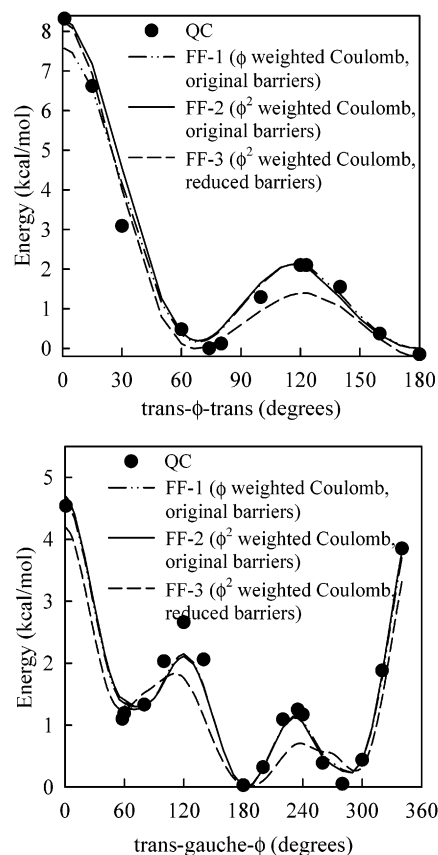 9
8
7
6
5
4
3
2
1
0
Energy (kcal/mol)
QC
FF-1 (ϕ weighted Coulomb,
original barriers)
FF-2 (ϕ² weighted Coulomb,
original barriers)
FF-3 (ϕ² weighted Coulomb,
reduced barriers)
0 30 60 90 120 150 180
trans-ϕ-trans (degrees)
5
4
3
2
1
0
Energy (kcal/mol)
QC
FF-1 (ϕ weighted Coulomb,
original barriers)
FF-2 (ϕ² weighted Coulomb,
original barriers)
FF-3 (ϕ² weighted Coulomb,
reduced barriers)
0 60 120 180 240 300 360
trans-gauche-ϕ (degrees)